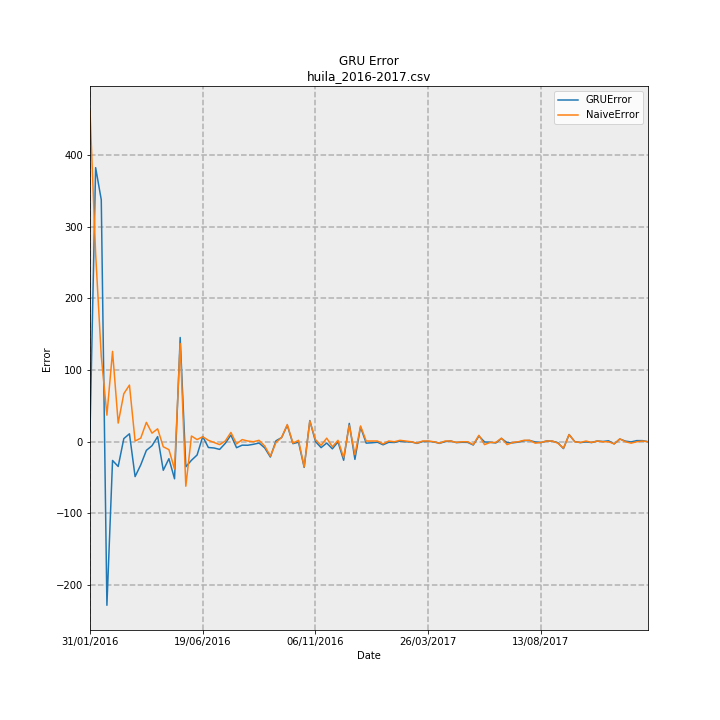 GRU Error
huila_2016-2017.csv
GRUError
NaiveError
400
300
200
100
0
−100
−200
Error
31/01/2016
19/06/2016
06/11/2016
26/03/2017
13/08/2017
Date